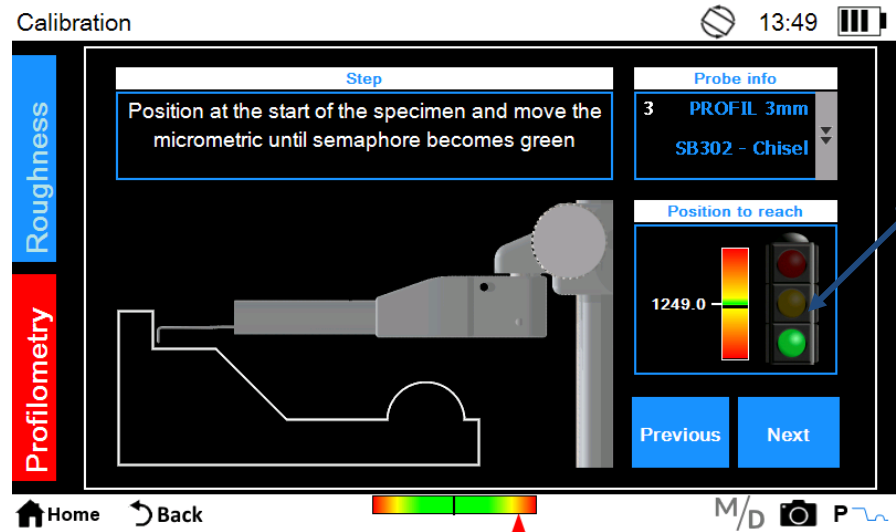 Calibration
13:49
Roughness
Profilometry
Step
Position at the start of the specimen and move the
micrometric until semaphore becomes green
Probe info
3 PROFIL 3mm
SB302 - Chisel
Position to reach
1249.0
Previous
Next
Home
Back
M/D
P